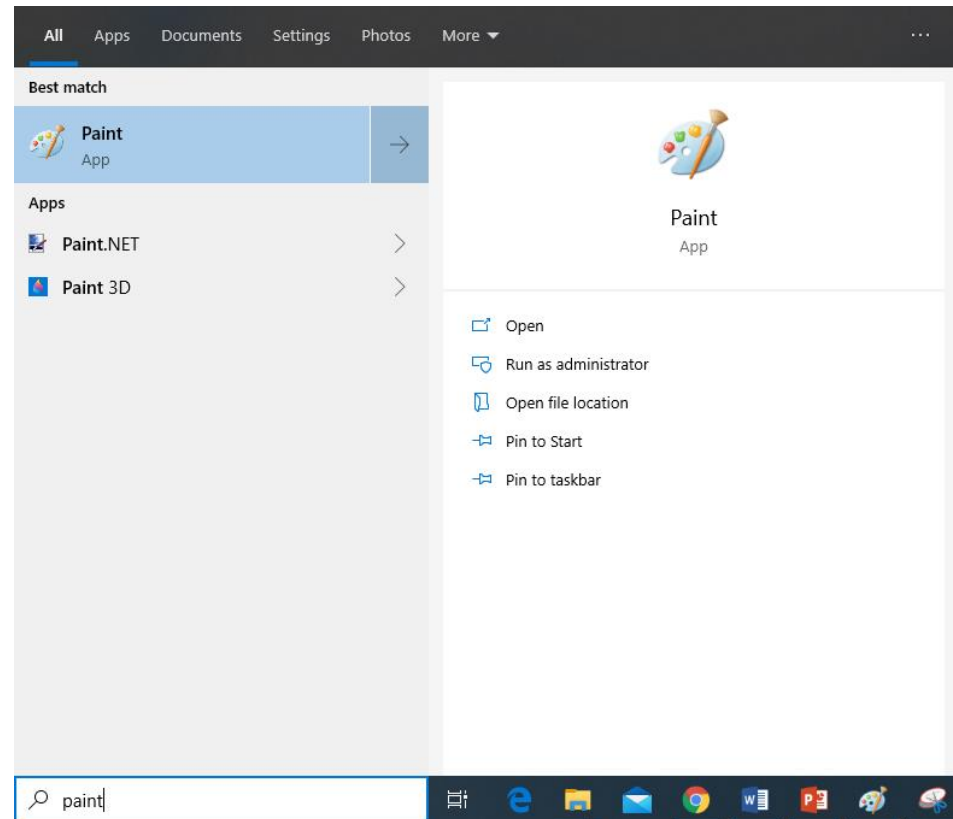 All Apps Documents Settings Photos More
Best match
Paint
App
Apps
Paint.NET
Paint 3D
Paint
App
Open
Run as administrator
Open file location
Pin to Start
Pin to taskbar
paint